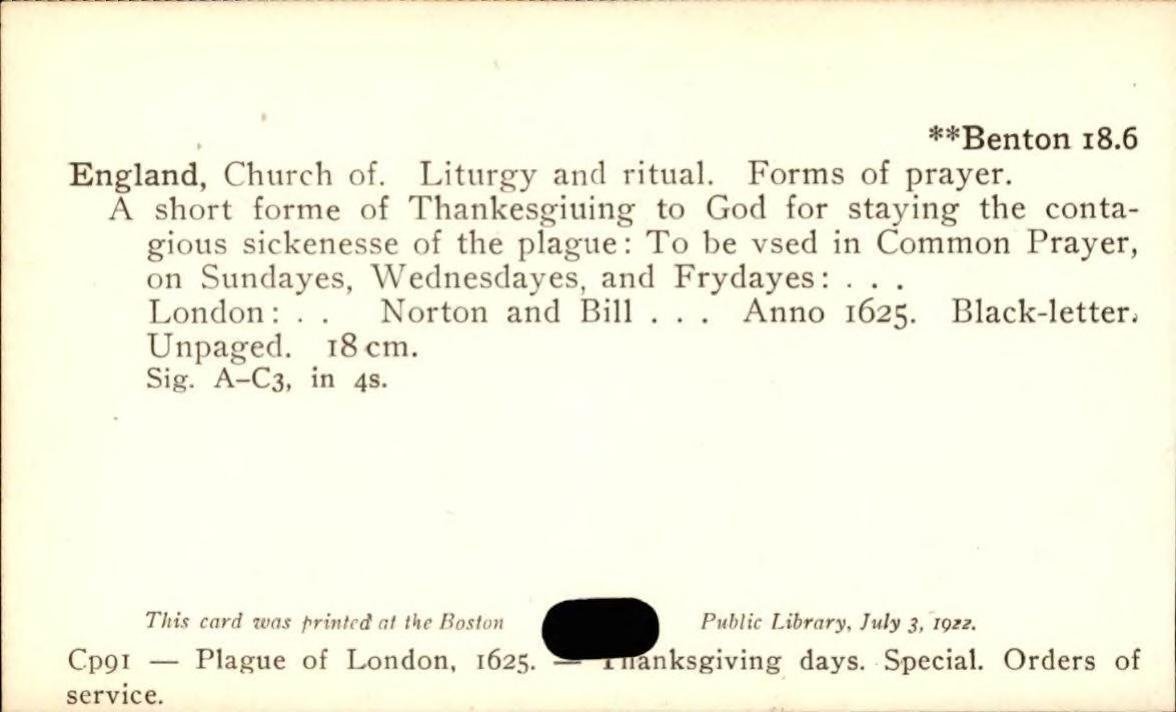 **Benton 18.6
England, Church of. Liturgy and ritual. Forms of prayer.
A short forme of Thankesgiuing to God for staying the conta-
gious sickenesse of the plague: To be vsed in Common Prayer,
on Sundayes, Wednesdayes, and Frydayes: . . .
London: . . Norton and Bill . . . Anno 1625. Black-letter.
Unpaged. 18 cm.
Sig. A–C3, in 4s.
This card was printed at the Boston Public Library, July 3, 1922.
Cp91 — Plague of London, 1625. — Thanksgiving days. Special. Orders of
service.